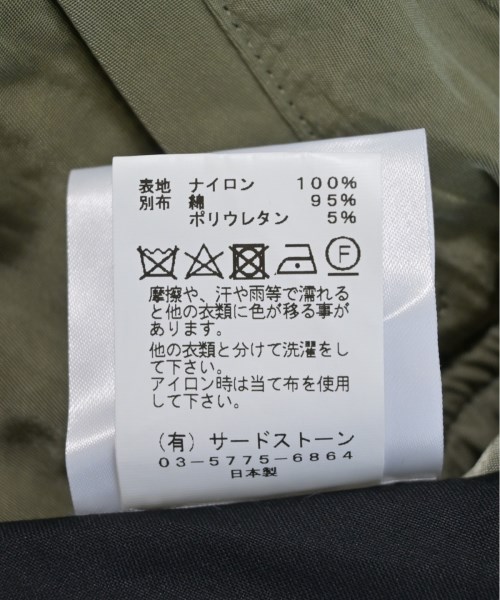 表地 ナイロン 100%
別布 綿 95%
ポリウレタン 5%
F
摩擦や、汗や雨等で濡れる
と他の衣類に色が移る事が
あります。
他の衣類と分けて洗濯をし
て下さい。
アイロン時は当て布を使用
して下さい。
(有) サードストーン
03-5775-6864
日本製